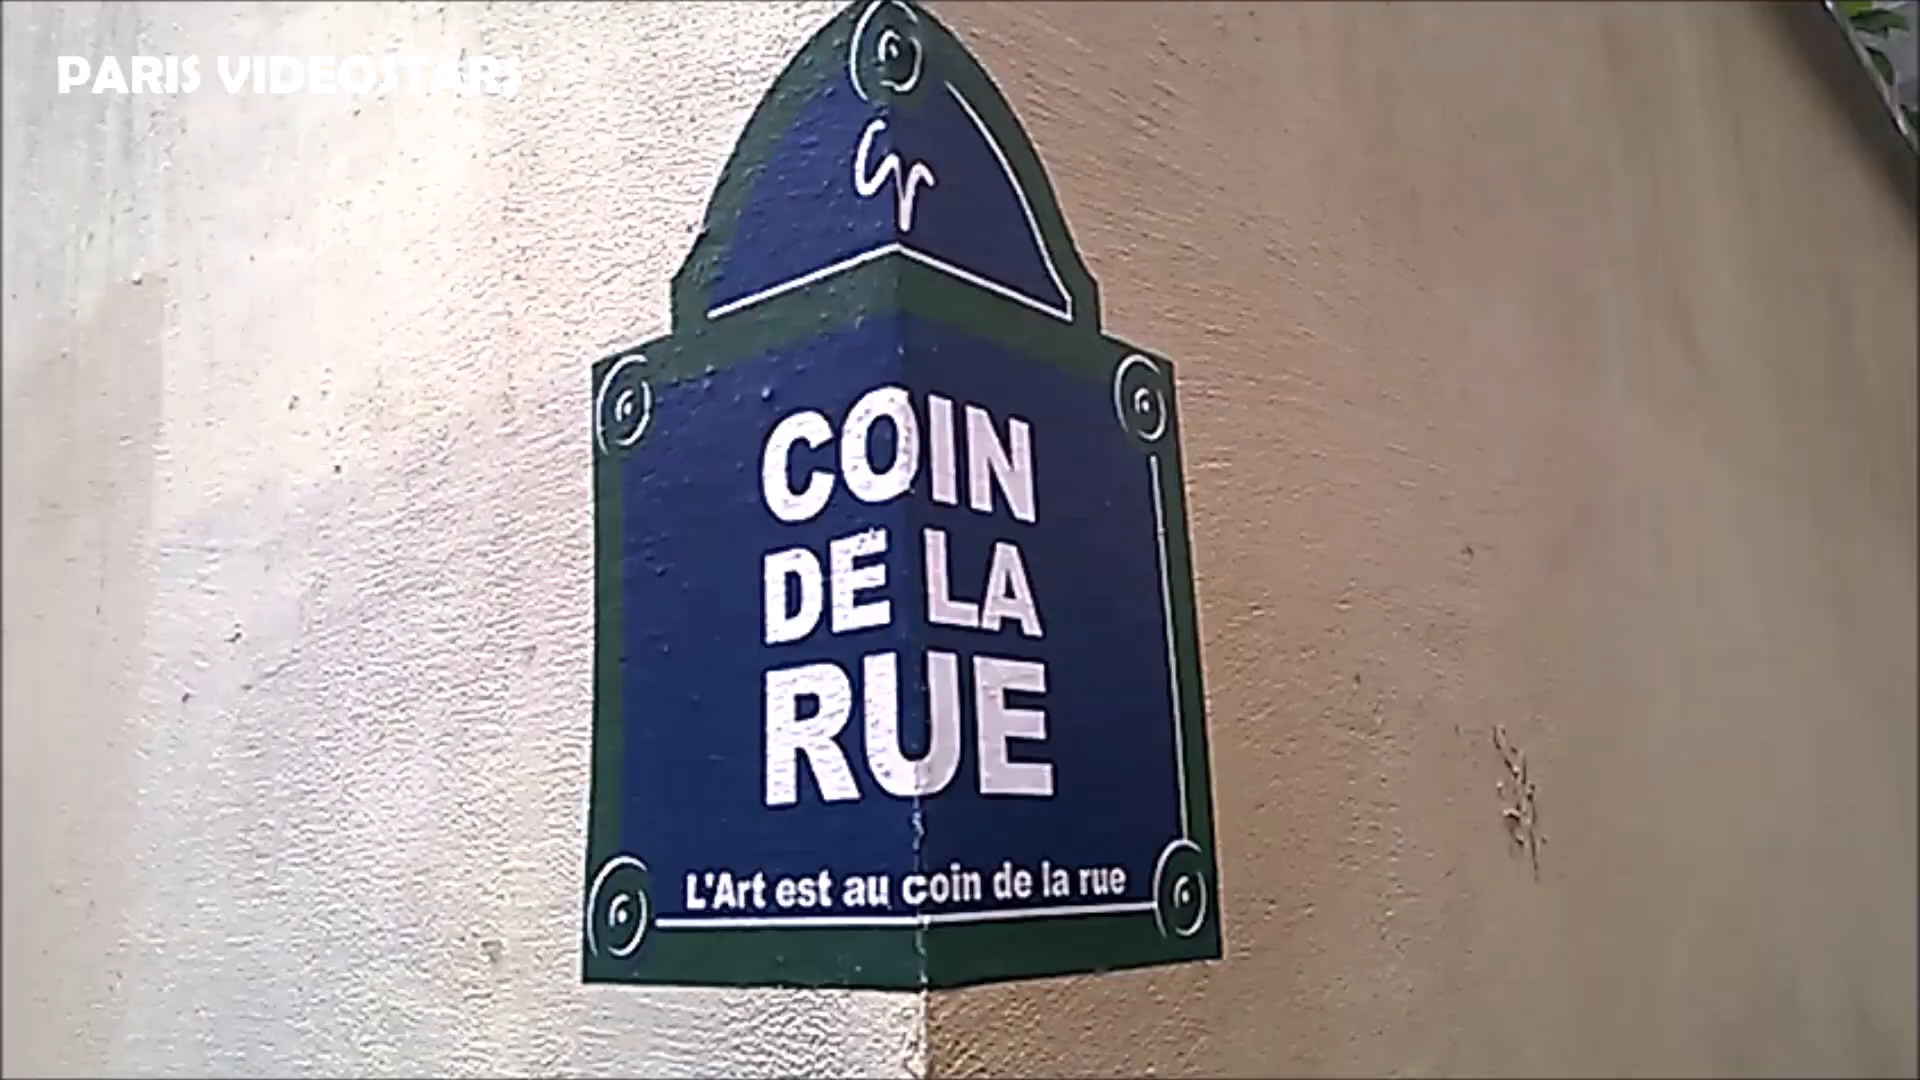 PARIS VIDEOSTARS
COIN
DE LA
RUE
L'Art est au coin de la rue